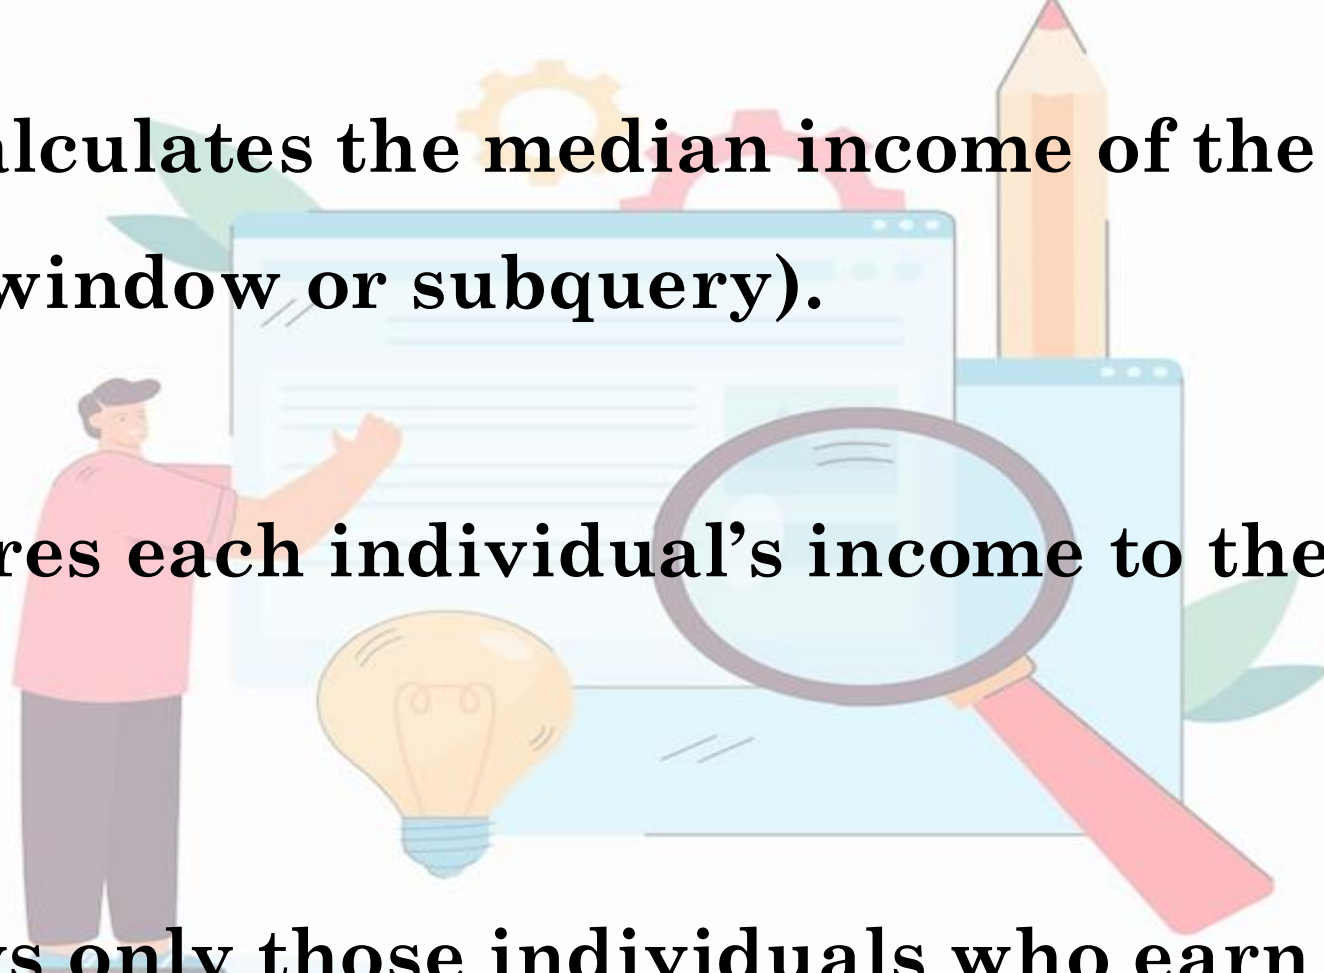 alculates the median income of the
window or subquery).
res each individual’s income to the
s only those individuals who earn